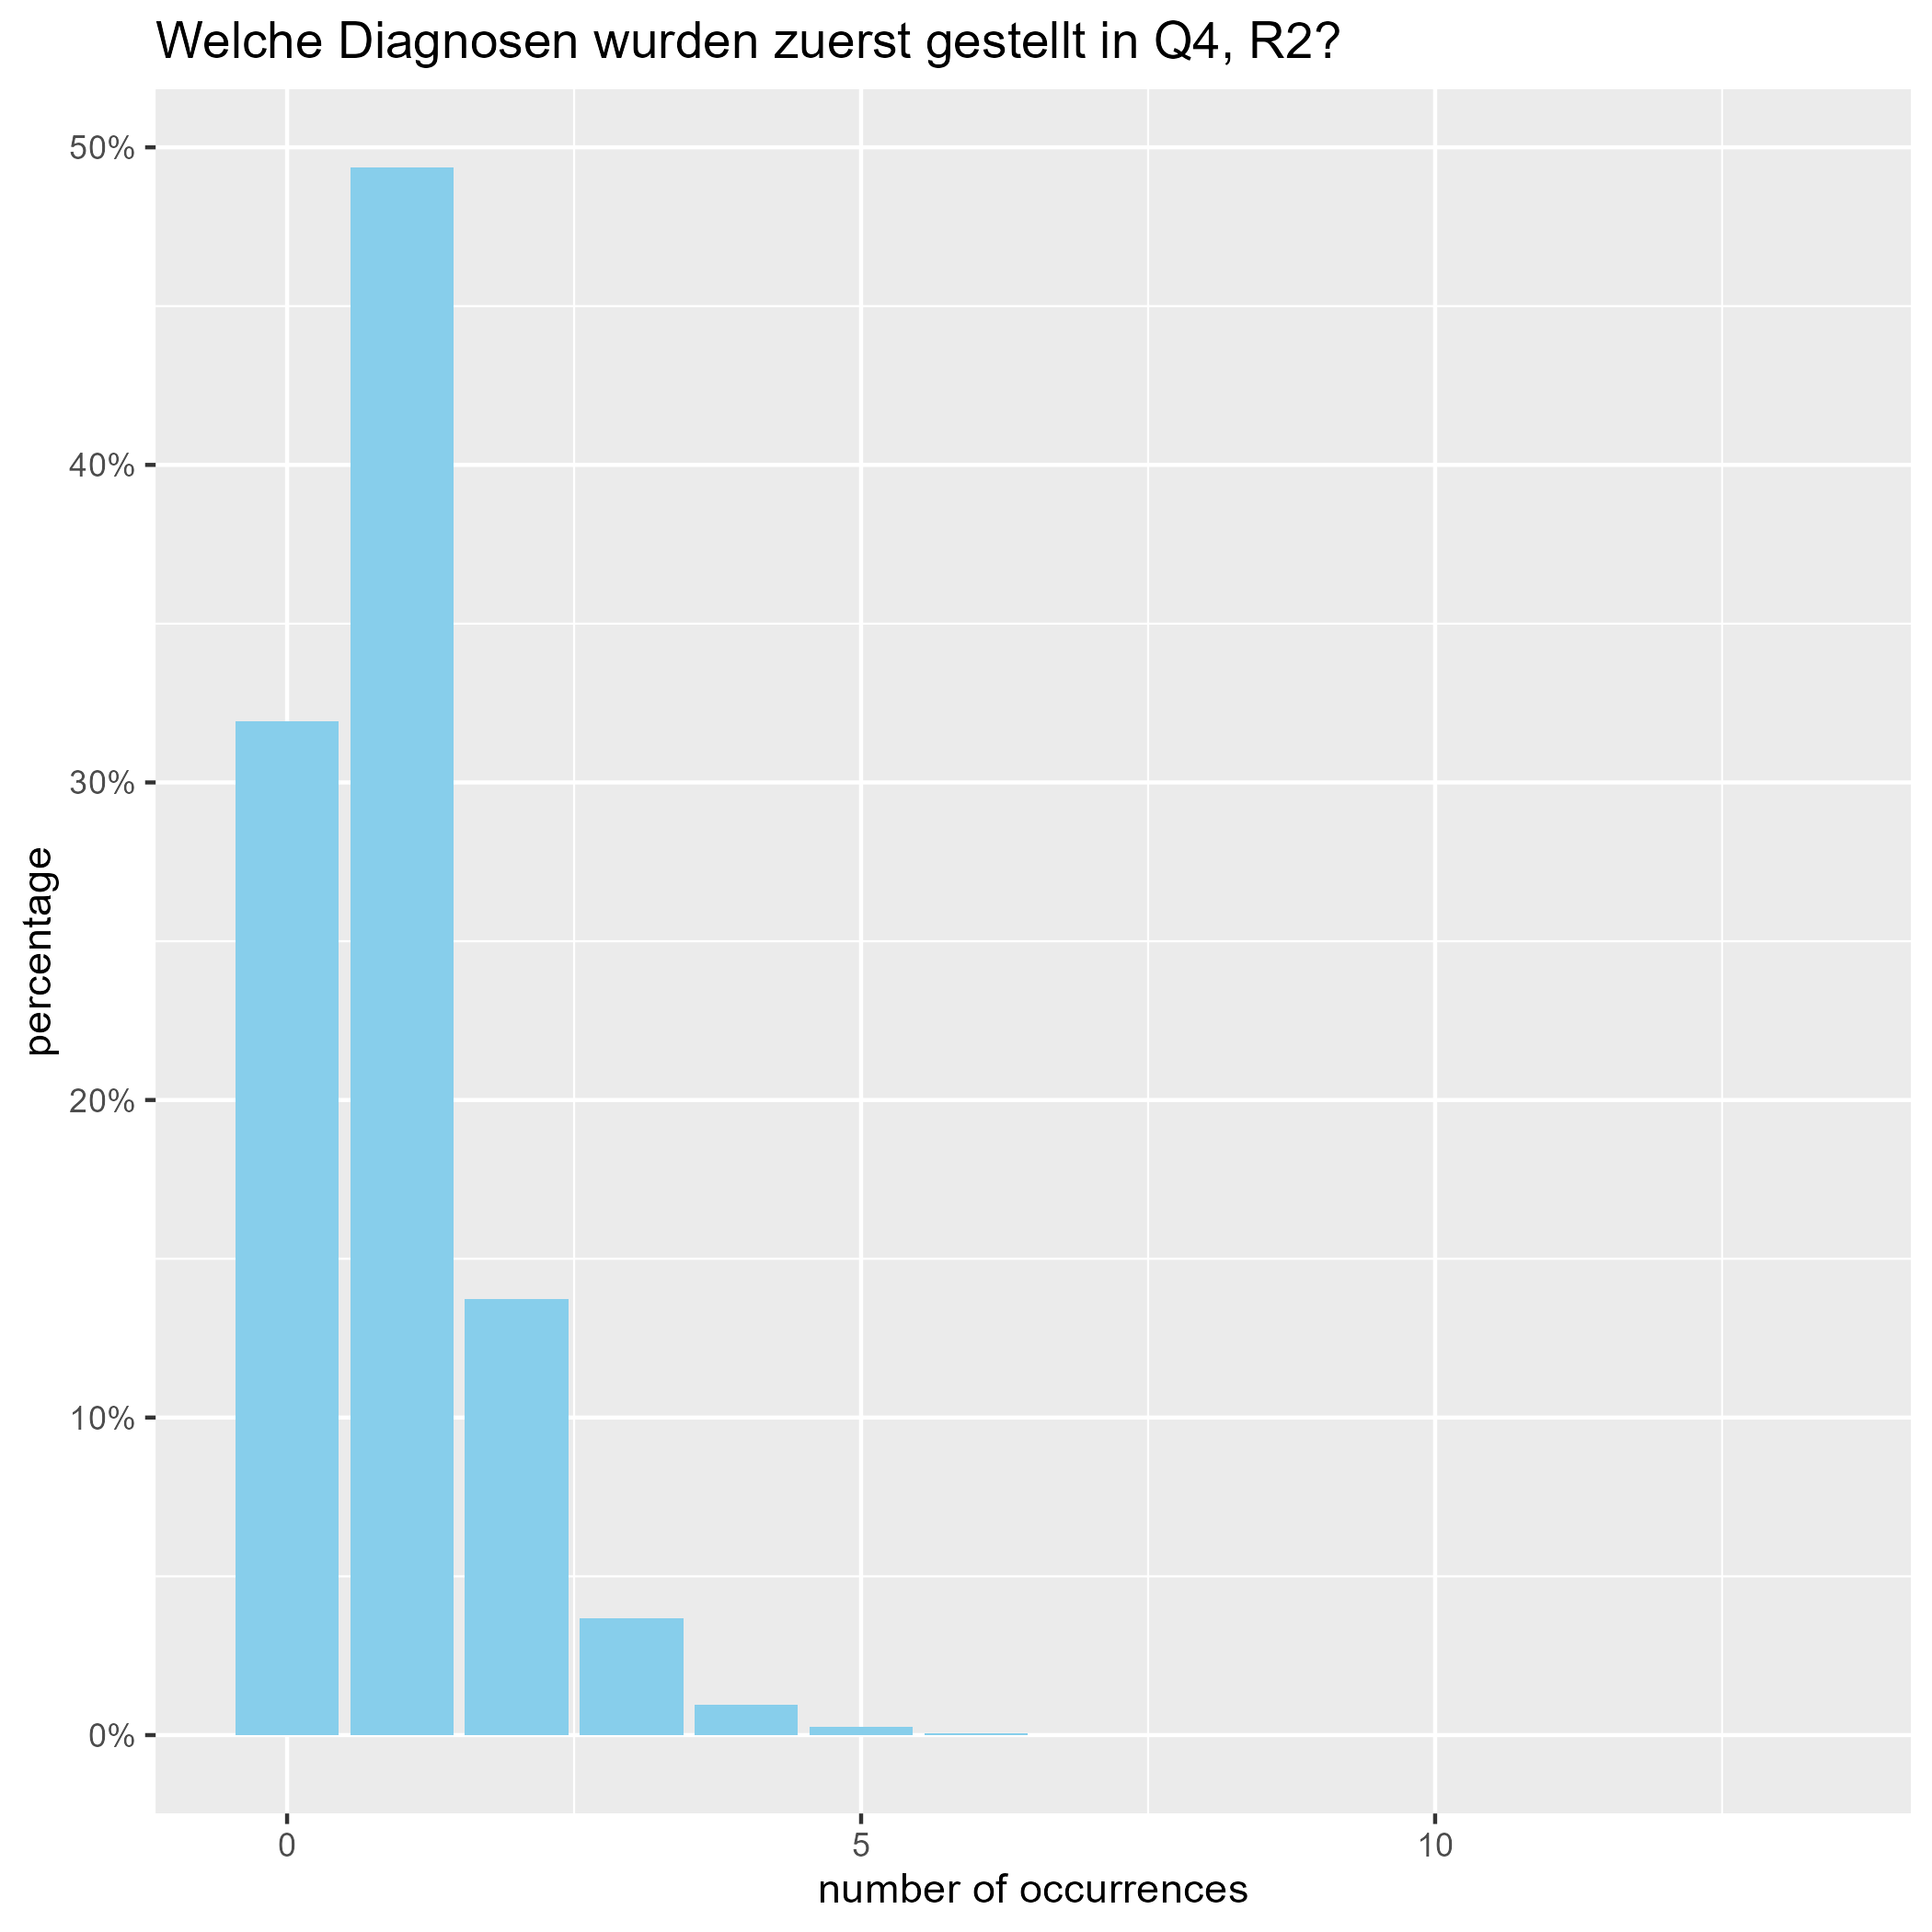 Welche Diagnosen wurden zuerst gestellt in Q4, R2?
50%
40%
30%
20%
10%
0%
percentage
0 5 10
number of occurrences